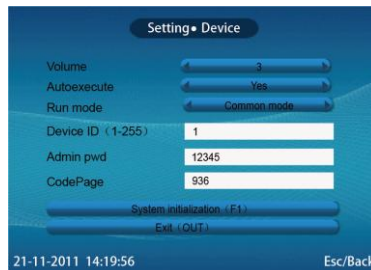 Setting• Device
Volume 3
Autoexecute Yes
Run mode Common mode
Device ID（1-255） 1
Admin pwd 12345
CodePage 936
System initialization（F1）
Exit（OUT）
21-11-2011 14:19:56 Esc/Back